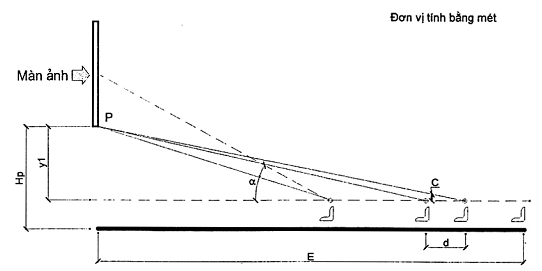 Đơn vị tính bằng mét
Màn ảnh
P
Hp
y1
α
C
d
E